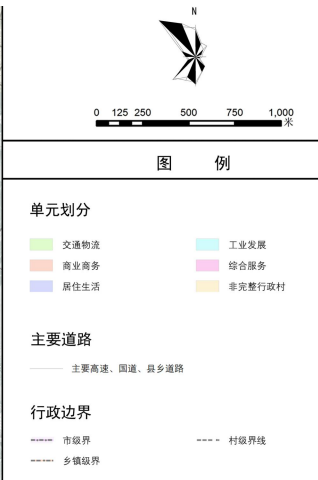 N
0 125 250 500 750 1,000
米
图 例
单元划分
交通物流 工业发展
商业商务 综合服务
居住生活 非完整行政村
主要道路
主要高速、国道、县乡道路
行政边界
市级界 村级界线
乡镇级界